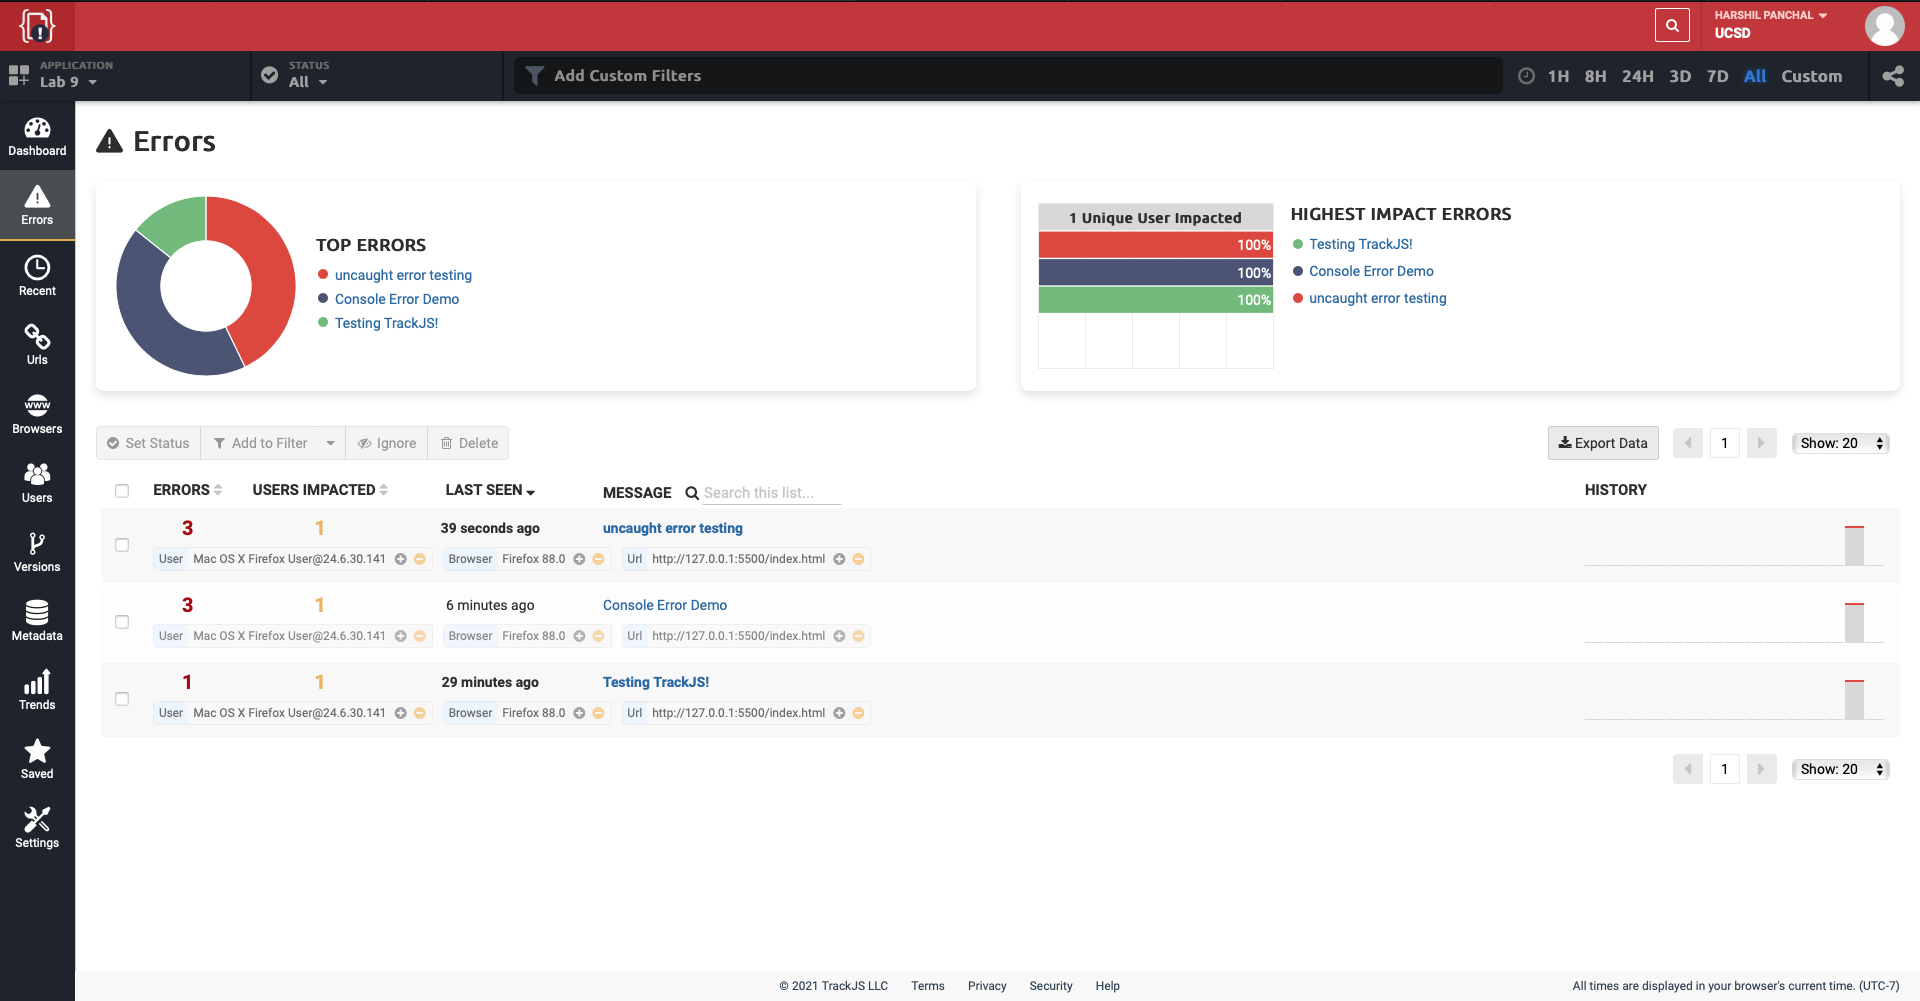 HARSHIL PANCHAL
UCSD
APPLICATION
Lab 9
STATUS
All
Add Custom Filters
1H 8H 24H 3D 7D All Custom
Dashboard
Errors
Recent
Urls
www
Browsers
Users
Versions
Metadata
Trends
Saved
Settings
Errors
TOP ERRORS
uncaught error testing
Console Error Demo
Testing TrackJS!
1 Unique User Impacted
100%
100%
100%
HIGHEST IMPACT ERRORS
Testing TrackJS!
Console Error Demo
uncaught error testing
Set Status Add to Filter Ignore Delete
Export Data 1 Show: 20
ERRORS USERS IMPACTED LAST SEEN MESSAGE Search this list... HISTORY
3 1 39 seconds ago uncaught error testing
User Mac OS X Firefox User@24.6.30.141 Browser Firefox 88.0 Url http://127.0.0.1:5500/index.html
3 1 6 minutes ago Console Error Demo
User Mac OS X Firefox User@24.6.30.141 Browser Firefox 88.0 Url http://127.0.0.1:5500/index.html
1 1 29 minutes ago Testing TrackJS!
User Mac OS X Firefox User@24.6.30.141 Browser Firefox 88.0 Url http://127.0.0.1:5500/index.html
1 Show: 20
© 2021 TrackJS LLC Terms Privacy Security Help
All times are displayed in your browser's current time. (UTC-7)